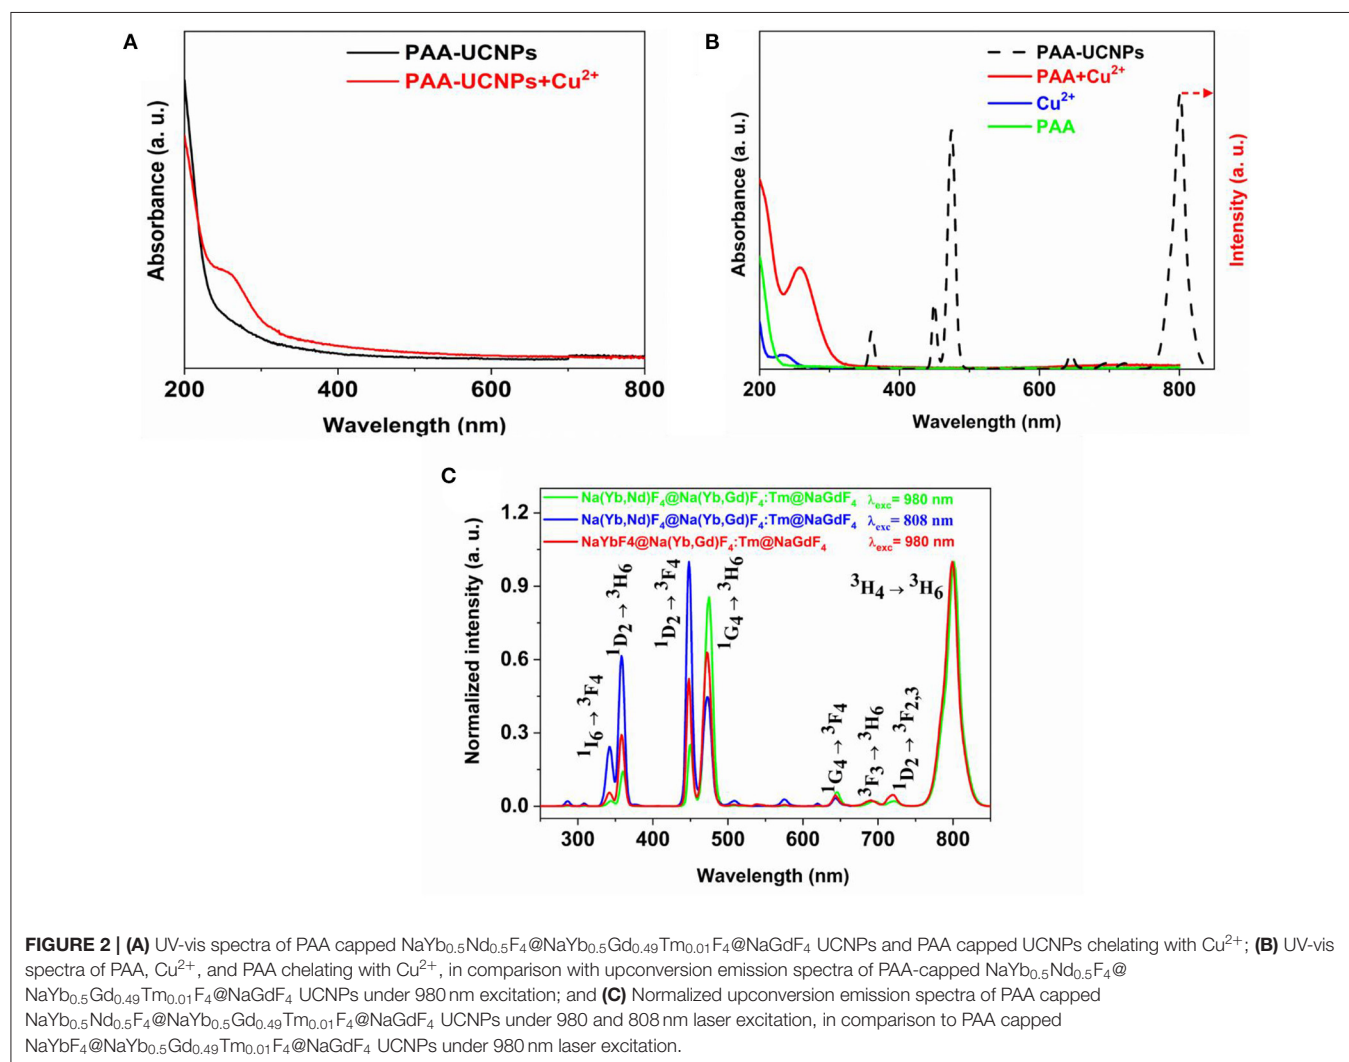 A
PAA-UCNPs
PAA-UCNPs+Cu²⁺
Absorbance (a. u.)
200 300 400 500 600 700 800
Wavelength (nm)
B
PAA-UCNPs
PAA+Cu²⁺
Cu²⁺
PAA
Absorbance (a. u.)
Intensity (a. u.)
200 400 600 800
Wavelength (nm)
C
Na(Yb,Nd)F₄@Na(Yb,Gd)F₄:Tm@NaGdF₄ λexc= 980 nm
Na(Yb,Nd)F₄@Na(Yb,Gd)F₄:Tm@NaGdF₄ λexc= 808 nm
NaYbF4@Na(Yb,Gd)F₄:Tm@NaGdF₄ λexc= 980 nm
Normalized intensity (a. u.)
1.2
0.9
0.6
0.3
0.0
¹I₆→³F₄
¹D₂→³H₆
¹D₂→³F₄
¹G₄→³H₆
¹G₄→³F₄
³F₃→³H₆
¹D₂→³F₂,₃
³H₄→³H₆
300 400 500 600 700 800
Wavelength (nm)
FIGURE 2 | (A) UV-vis spectra of PAA capped NaYb₀.₅Nd₀.₅F₄@NaYb₀.₅Gd₀.₄₉Tm₀.₀₁F₄@NaGdF₄ UCNPs and PAA capped UCNPs chelating with Cu²⁺; (B) UV-vis
spectra of PAA, Cu²⁺, and PAA chelating with Cu²⁺, in comparison with upconversion emission spectra of PAA-capped NaYb₀.₅Nd₀.₅F₄@
NaYb₀.₅Gd₀.₄₉Tm₀.₀₁F₄@NaGdF₄ UCNPs under 980 nm excitation; and (C) Normalized upconversion emission spectra of PAA capped
NaYb₀.₅Nd₀.₅F₄@NaYb₀.₅Gd₀.₄₉Tm₀.₀₁F₄@NaGdF₄ UCNPs under 980 and 808 nm laser excitation, in comparison to PAA capped
NaYbF₄@NaYb₀.₅Gd₀.₄₉Tm₀.₀₁F₄@NaGdF₄ UCNPs under 980 nm laser excitation.